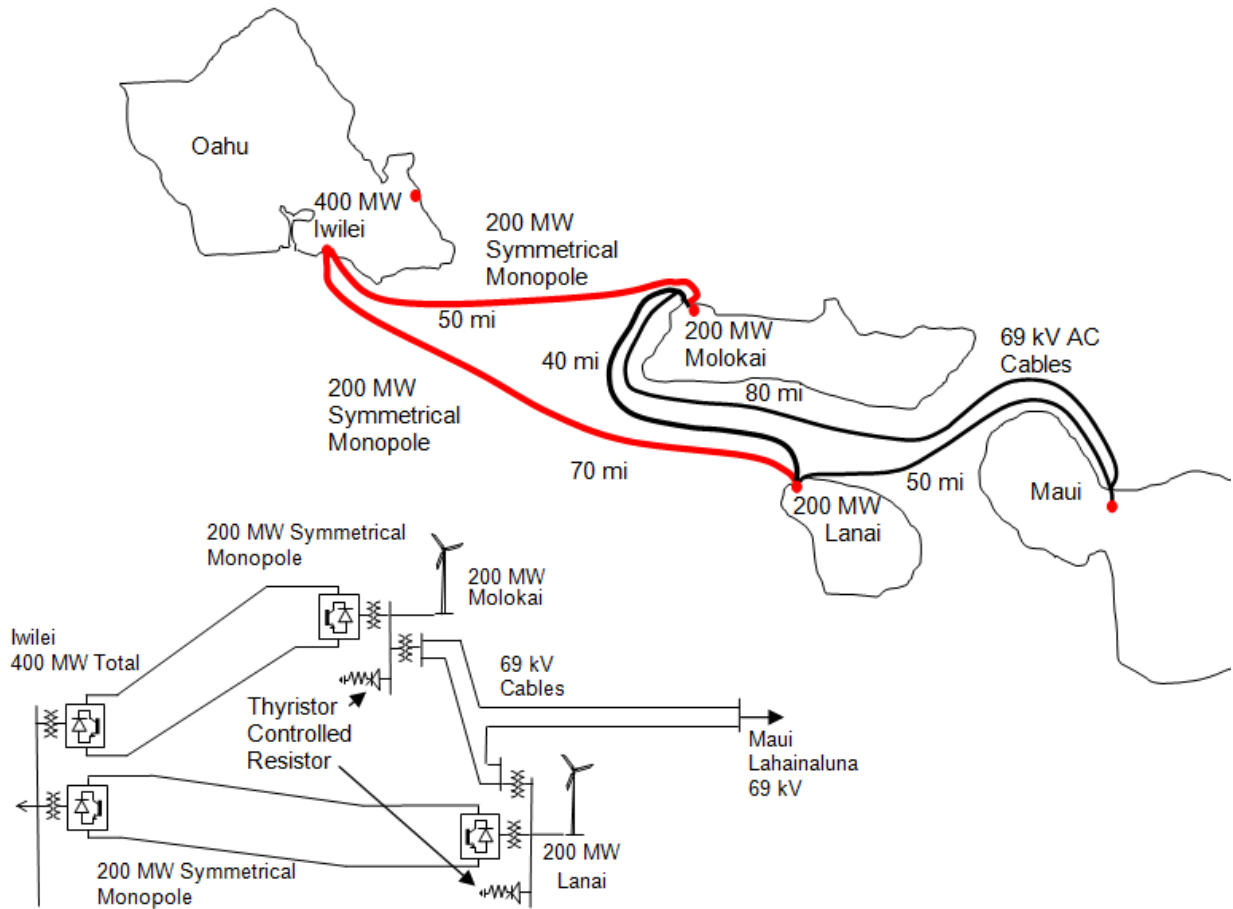 Oahu
400 MW
Iwilei
200 MW
Symmetrical
Monopole
50 mi
200 MW
Molokai
69 kV AC
Cables
40 mi
80 mi
200 MW
Symmetrical
Monopole
70 mi
50 mi
Maui
200 MW
Lanai
200 MW Symmetrical
Monopole
200 MW
Molokai
Iwilei
400 MW Total
69 kV
Cables
Thyristor
Controlled
Resistor
Maui
Lahainaluna
69 kV
200 MW
Lanai
200 MW Symmetrical
Monopole